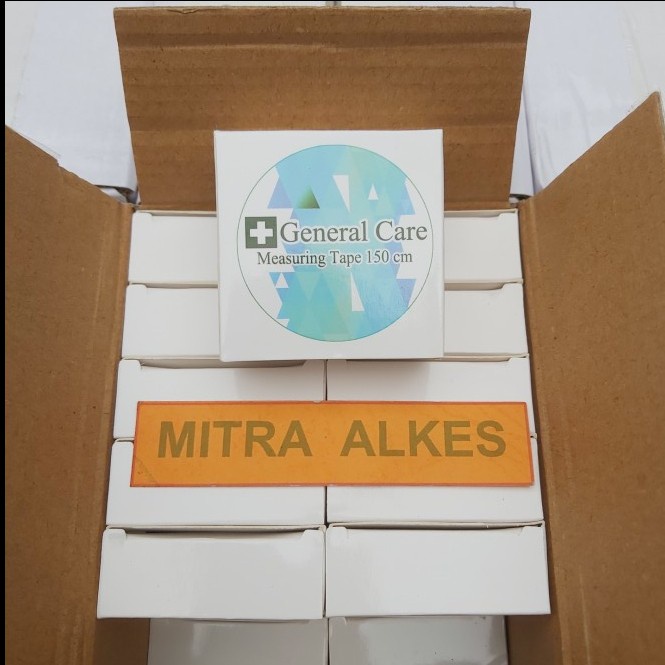 General Care
Measuring Tape 150 cm
MITRA ALKES